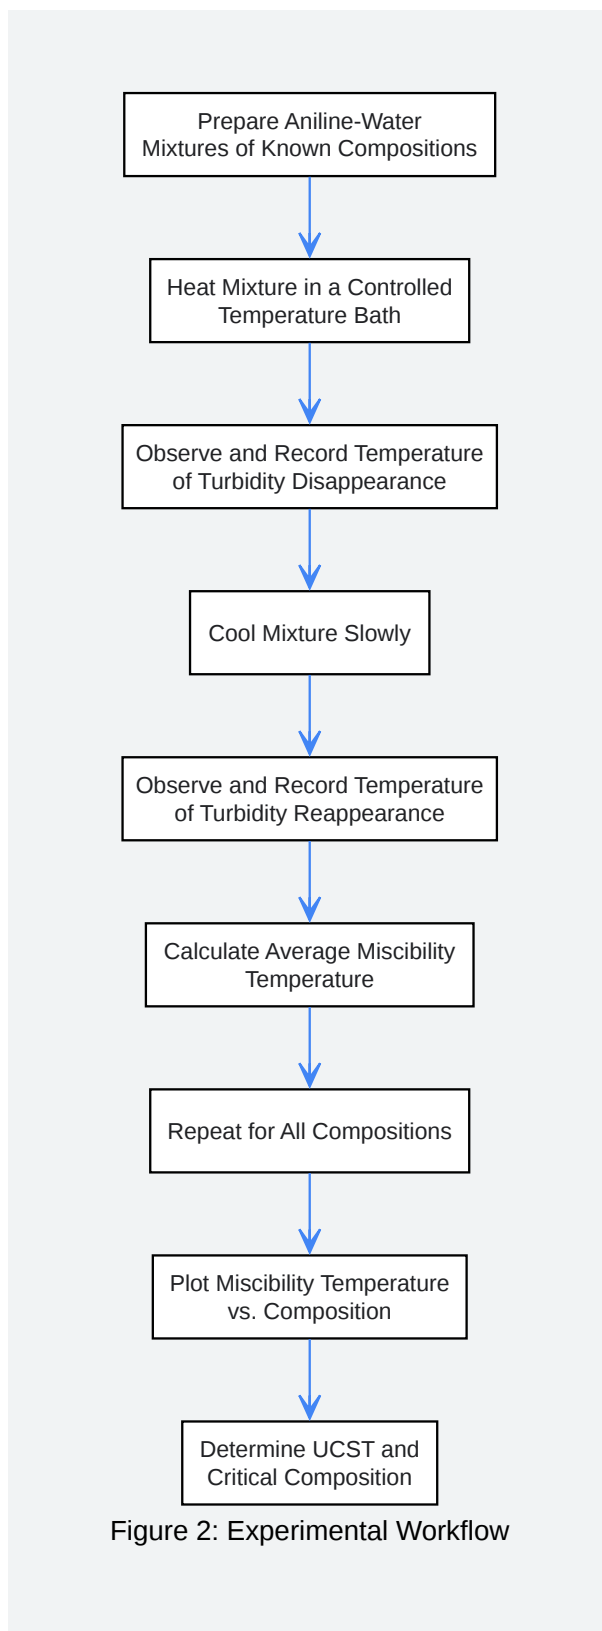 Prepare Aniline-Water
Mixtures of Known Compositions
Heat Mixture in a Controlled
Temperature Bath
Observe and Record Temperature
of Turbidity Disappearance
Cool Mixture Slowly
Observe and Record Temperature
of Turbidity Reappearance
Calculate Average Miscibility
Temperature
Repeat for All Compositions
Plot Miscibility Temperature
vs. Composition
Determine UCST and
Critical Composition
Figure 2: Experimental Workflow